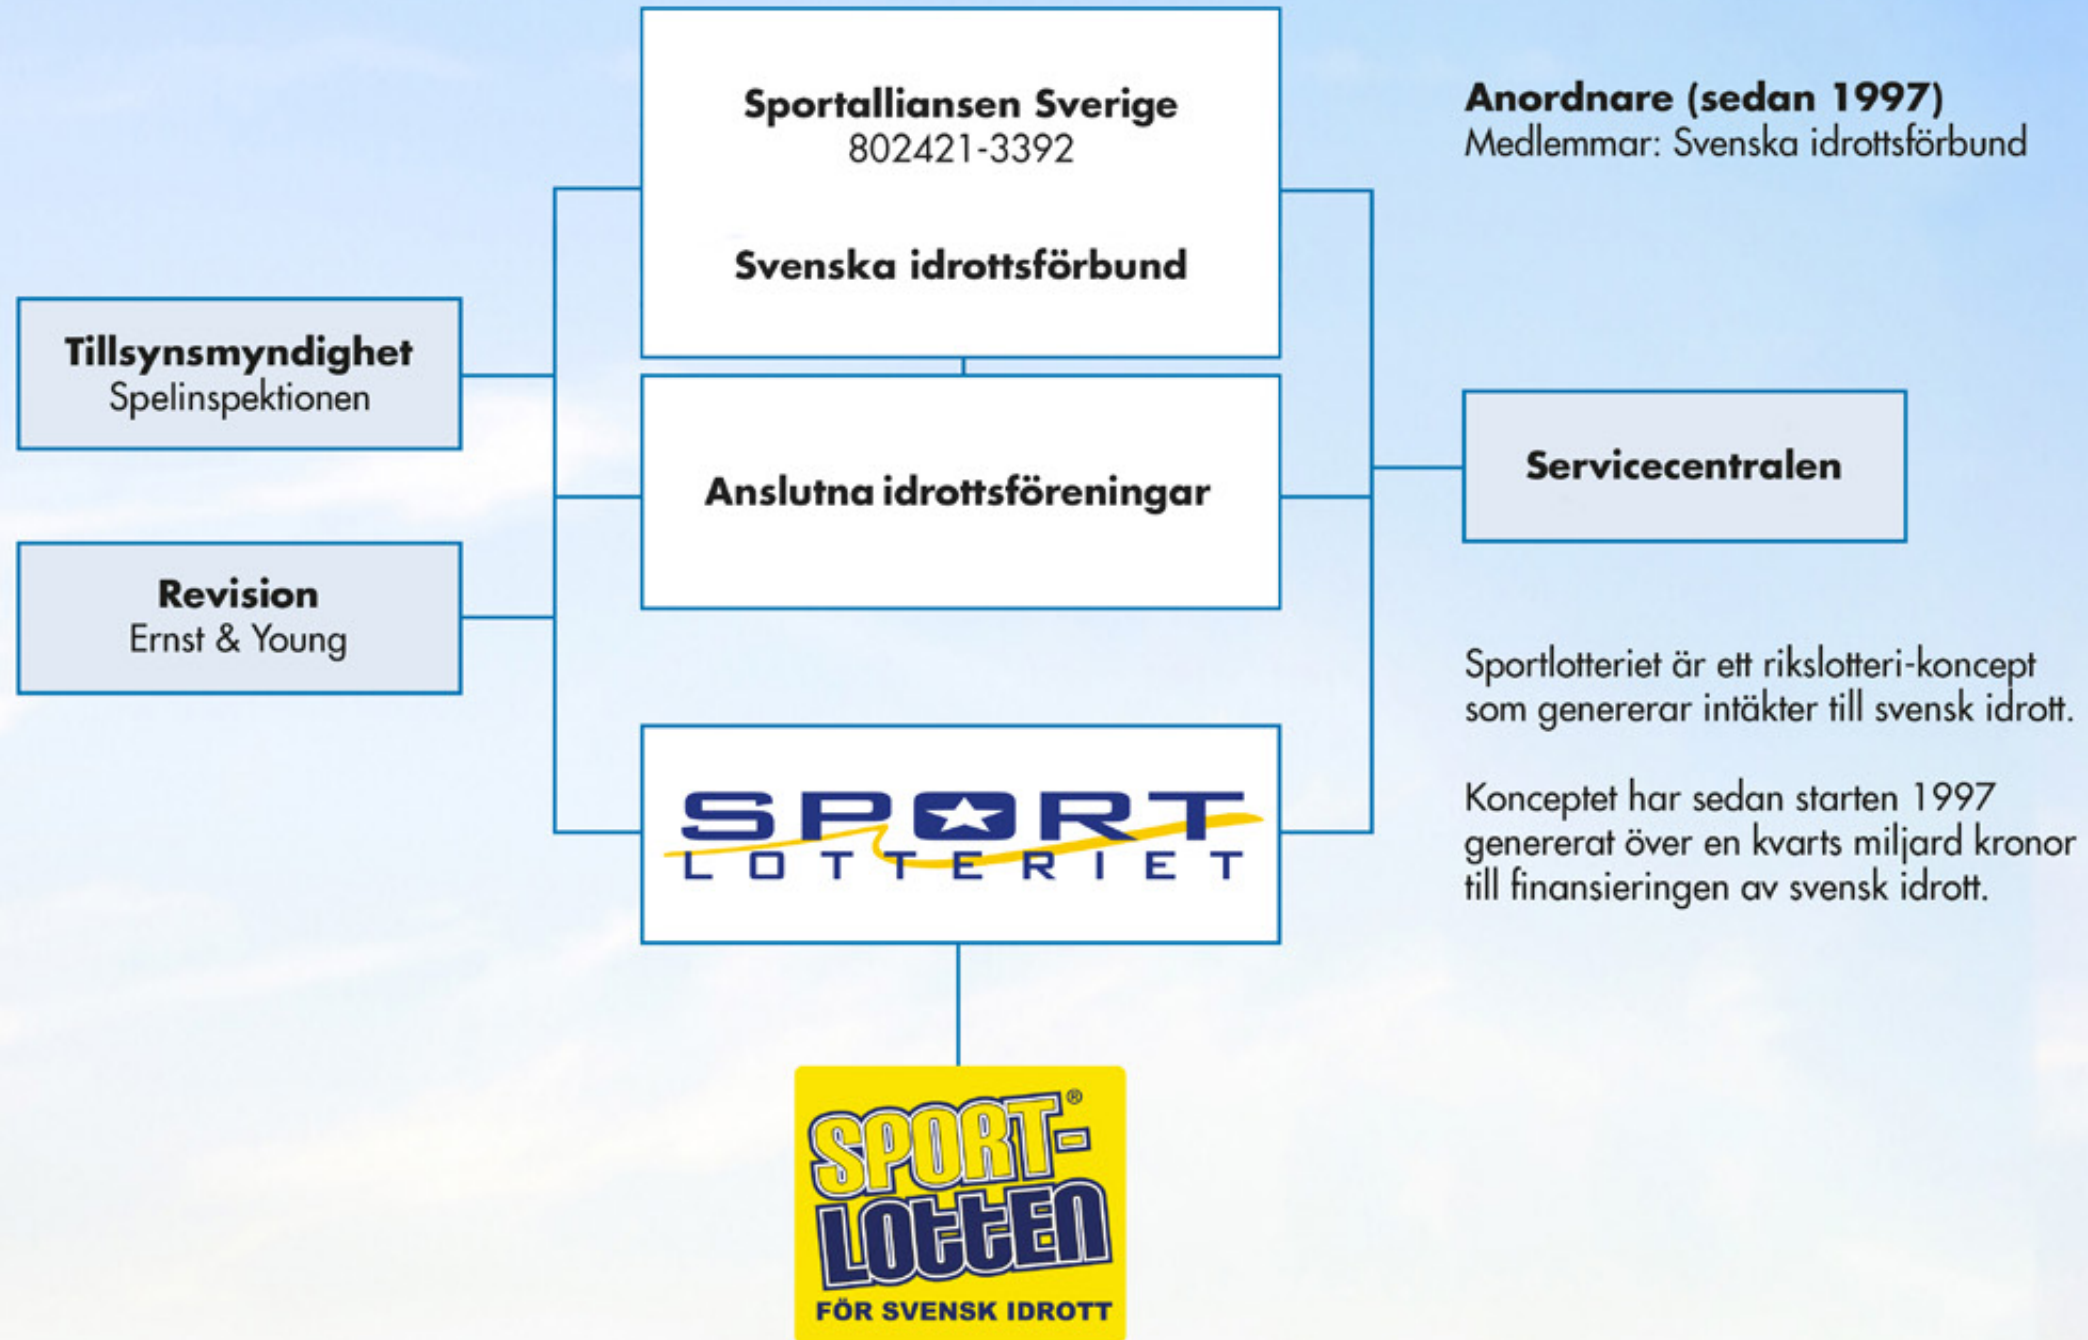 Sportalliansen Sverige
802421-3392
Svenska idrottsförbund
Anordnare (sedan 1997)
Medlemmar: Svenska idrottsförbund
Tillsynsmyndighet
Spelinspektionen
Anslutna idrottsföreningar
Servicecentralen
Revision
Ernst & Young
Sportlotteriet är ett rikslotteri-koncept
som genererar intäkter till svensk idrott.
Konceptet har sedan starten 1997
genererat över en kvarts miljard kronor
till finansieringen av svensk idrott.
SPORT
LOTTERIET
SPORT-®
LOTTEN
FÖR SVENSK IDROTT